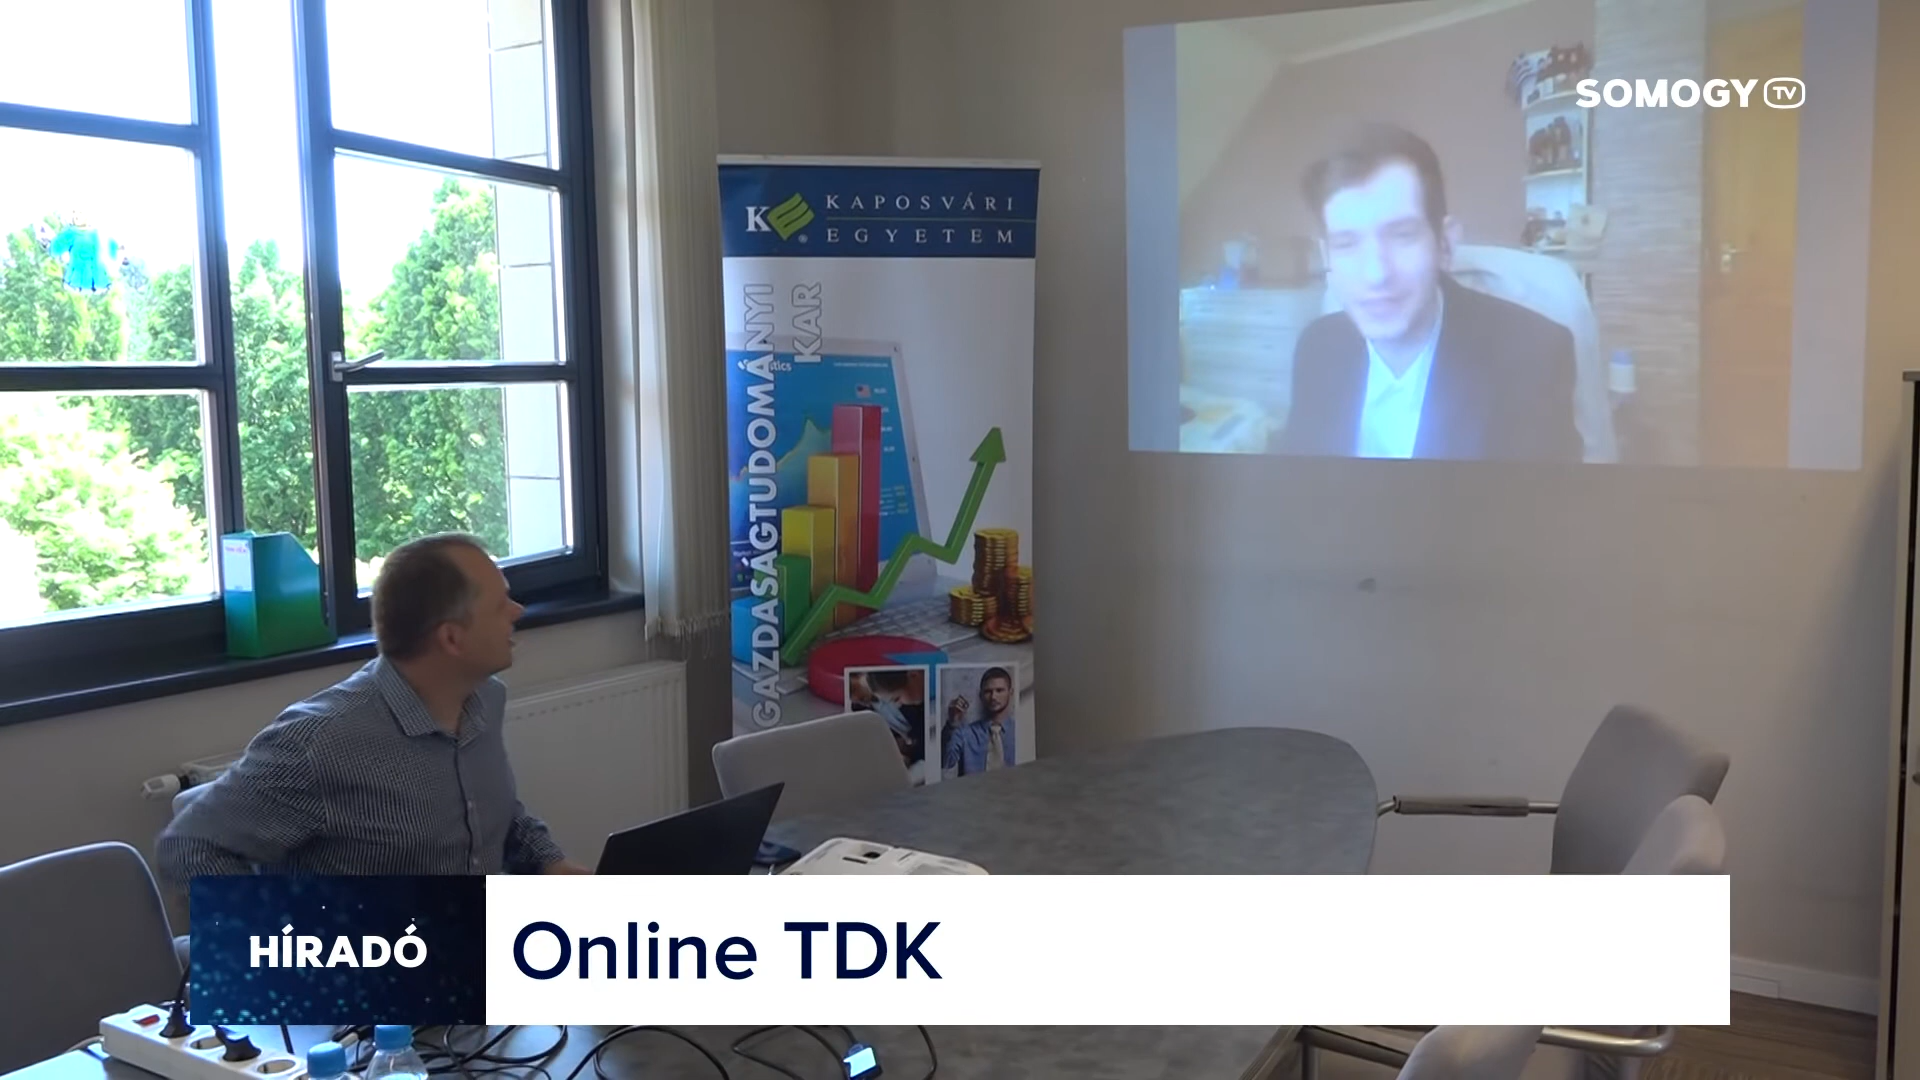 SOMOGY TV
KAPOSVÁRI
EGYETEM
K
GAZDASÁGTUDOMÁNYI
KAR
HÍRADÓ
Online TDK